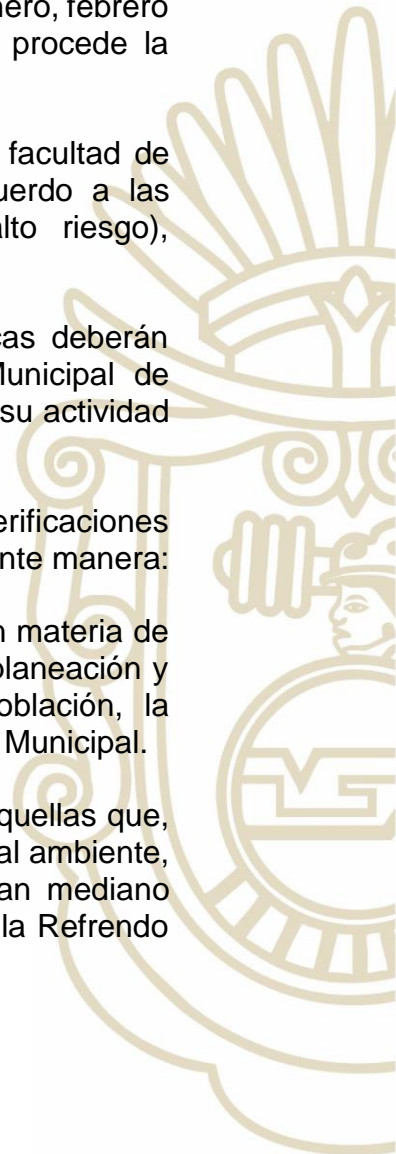 nero, febrero
procede la
facultad de
uerdo a las
alto riesgo),
cas deberán
Municipal de
su actividad
erificaciones
ente manera:
n materia de
planeación y
oblación, la
Municipal.
quellas que,
al ambiente,
an mediano
la Refrendo